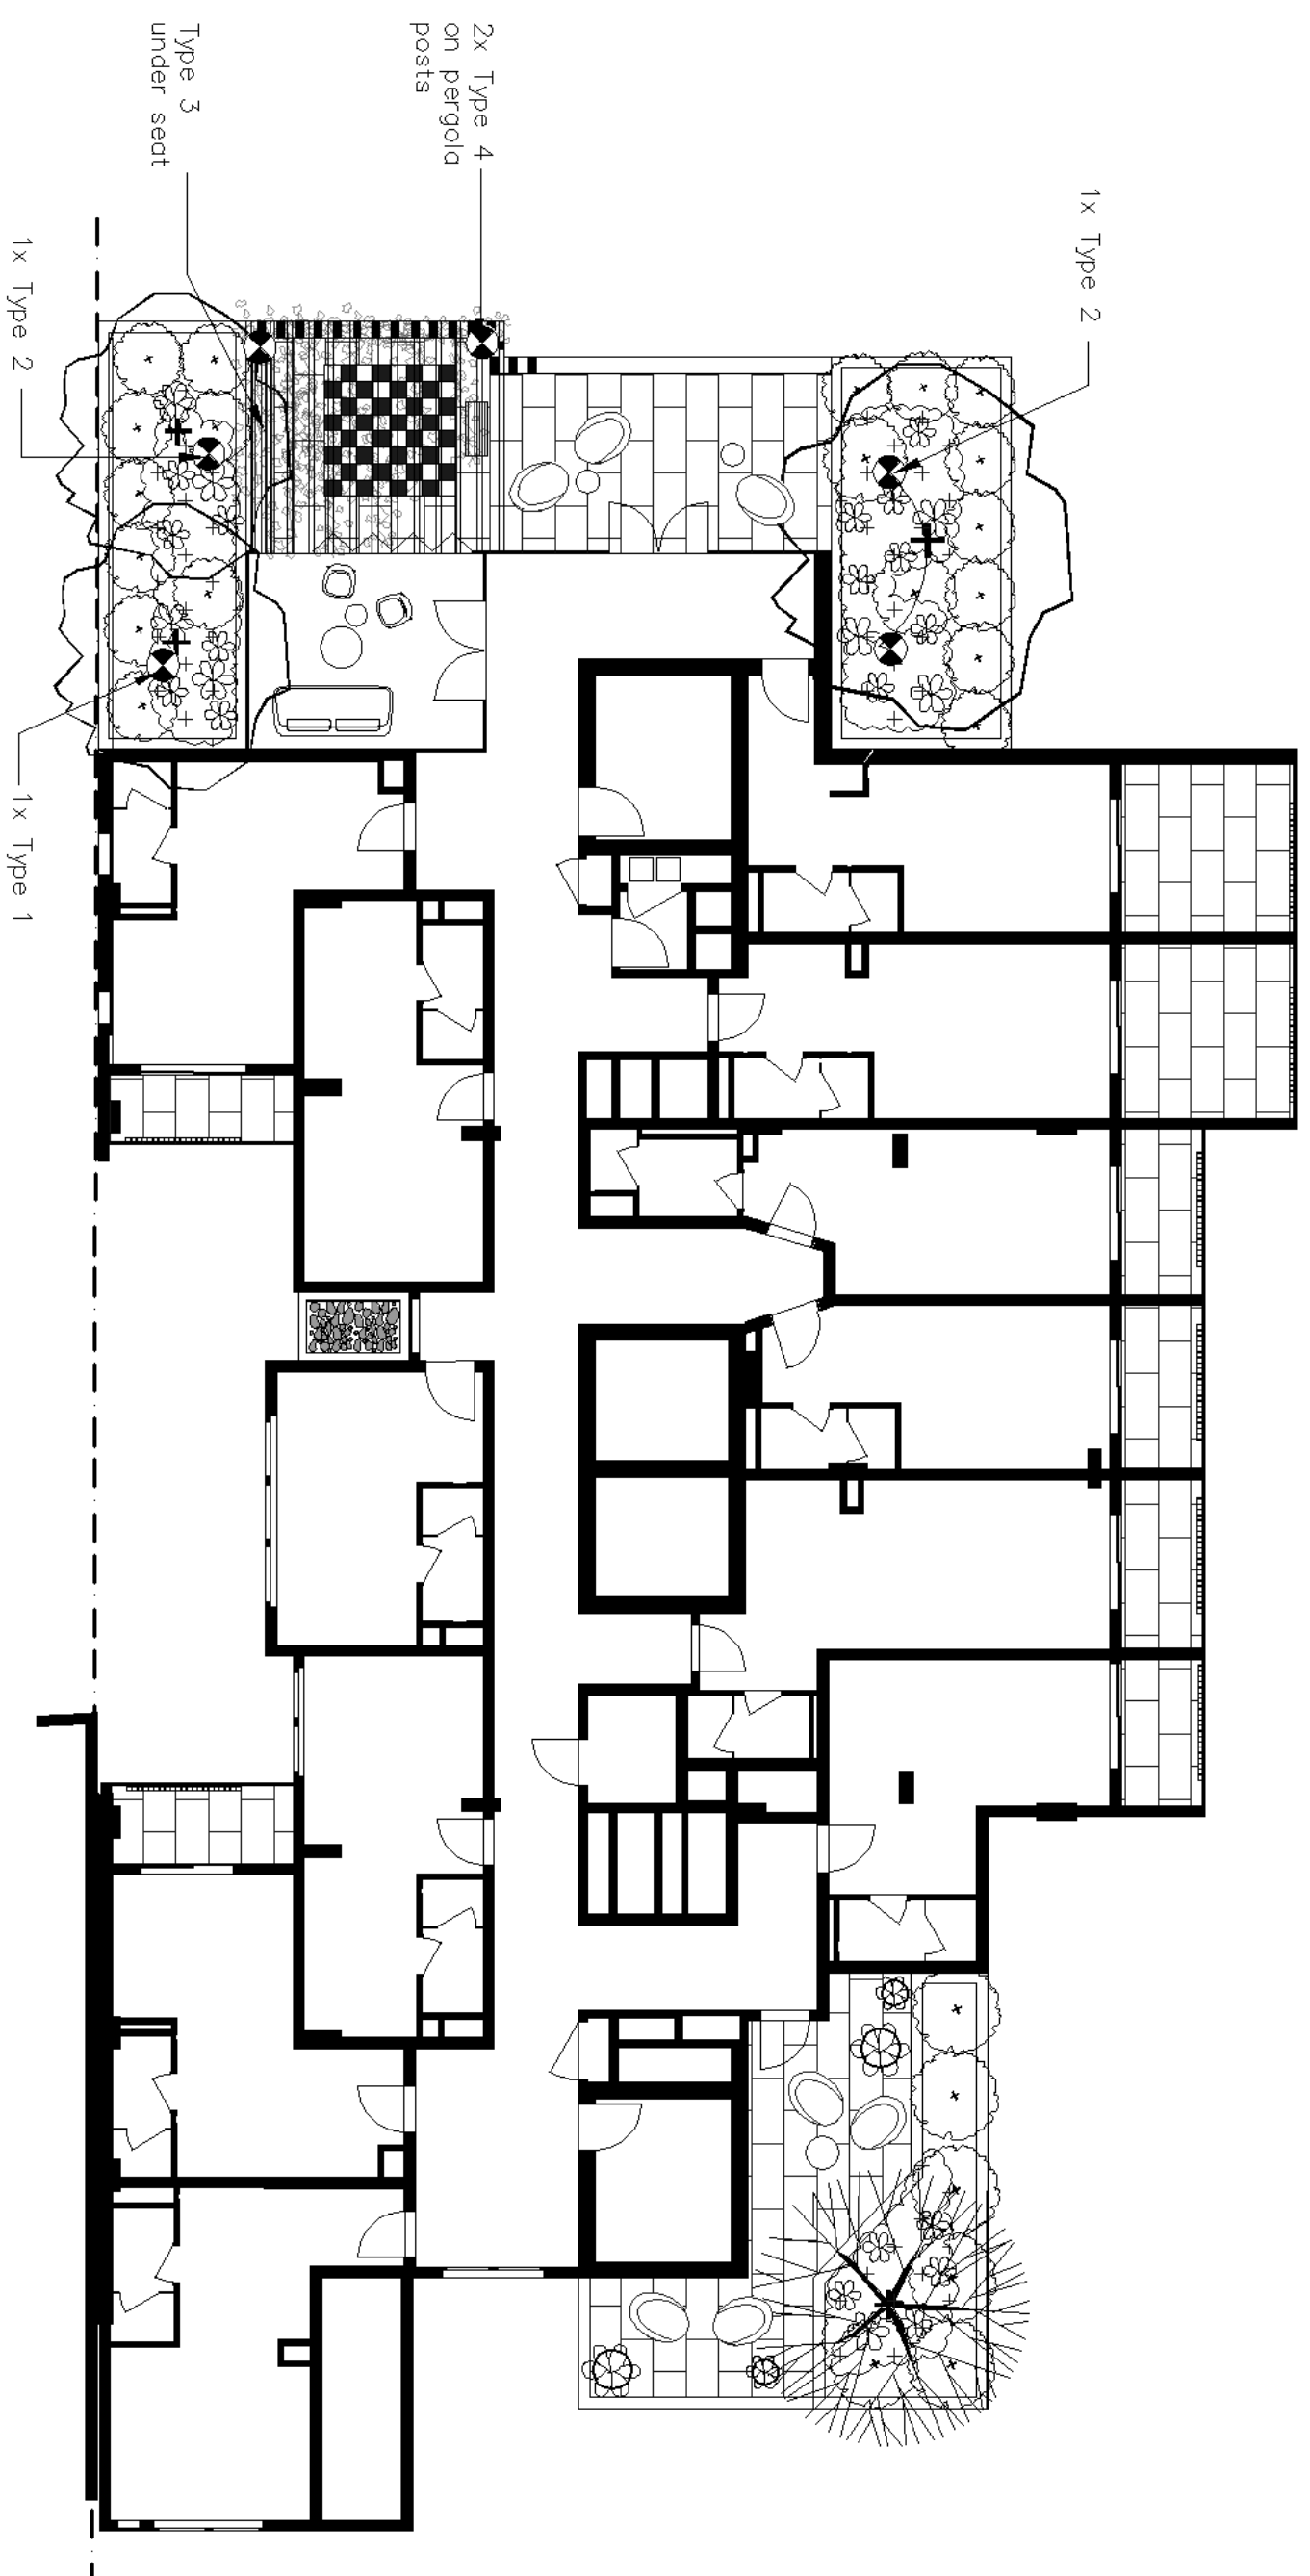 2x Type 4
on pergola
posts
Type 3
under seat
1x Type 2
1x Type 2
1x Type 1